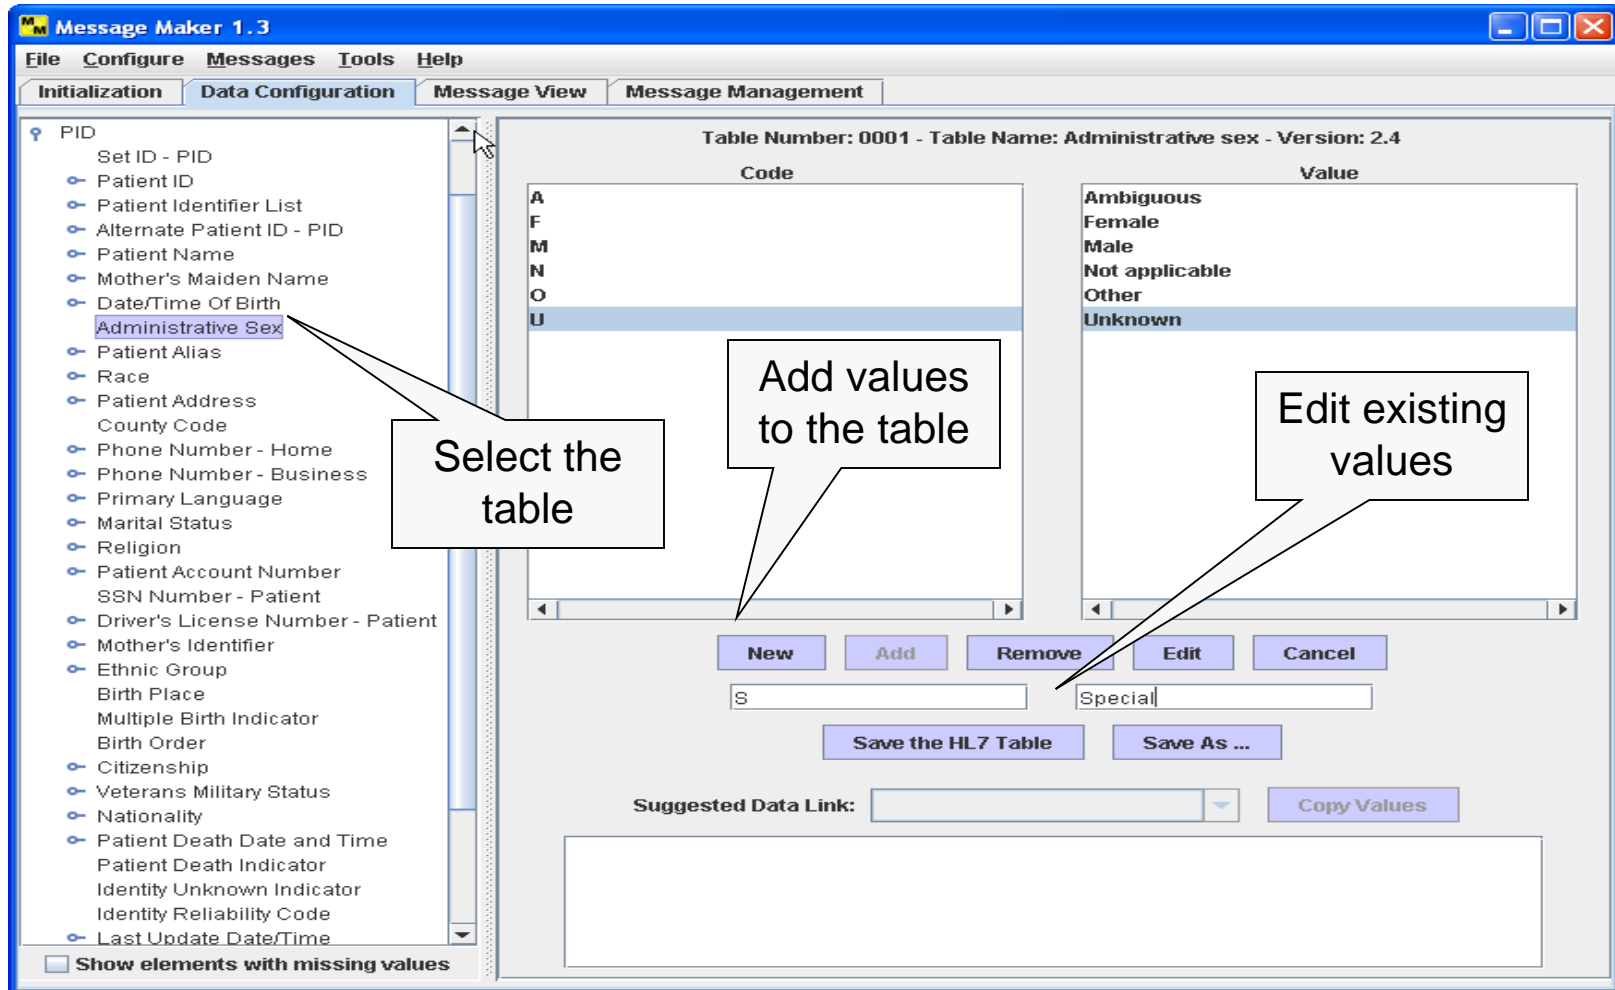 Message Maker 1.3
File Configure Messages Tools Help
Initialization Data Configuration Message View Message Management
PID
Set ID - PID
Patient ID
Patient Identifier List
Alternate Patient ID - PID
Patient Name
Mother's Maiden Name
Date/Time Of Birth
Administrative Sex
Patient Alias
Race
Patient Address
County Code
Phone Number - Home
Phone Number - Business
Primary Language
Marital Status
Religion
Patient Account Number
SSN Number - Patient
Driver's License Number - Patient
Mother's Identifier
Ethnic Group
Birth Place
Multiple Birth Indicator
Birth Order
Citizenship
Veterans Military Status
Nationality
Patient Death Date and Time
Patient Death Indicator
Identity Unknown Indicator
Identity Reliability Code
Last Update Date/Time
Show elements with missing values
Select the
table
Table Number: 0001 - Table Name: Administrative sex - Version: 2.4
Code Value
A Ambiguous
F Female
M Male
N Not applicable
O Other
U Unknown
Add values
to the table
Edit existing
values
New Add Remove Edit Cancel
S Special
Save the HL7 Table Save As ...
Suggested Data Link: Copy Values